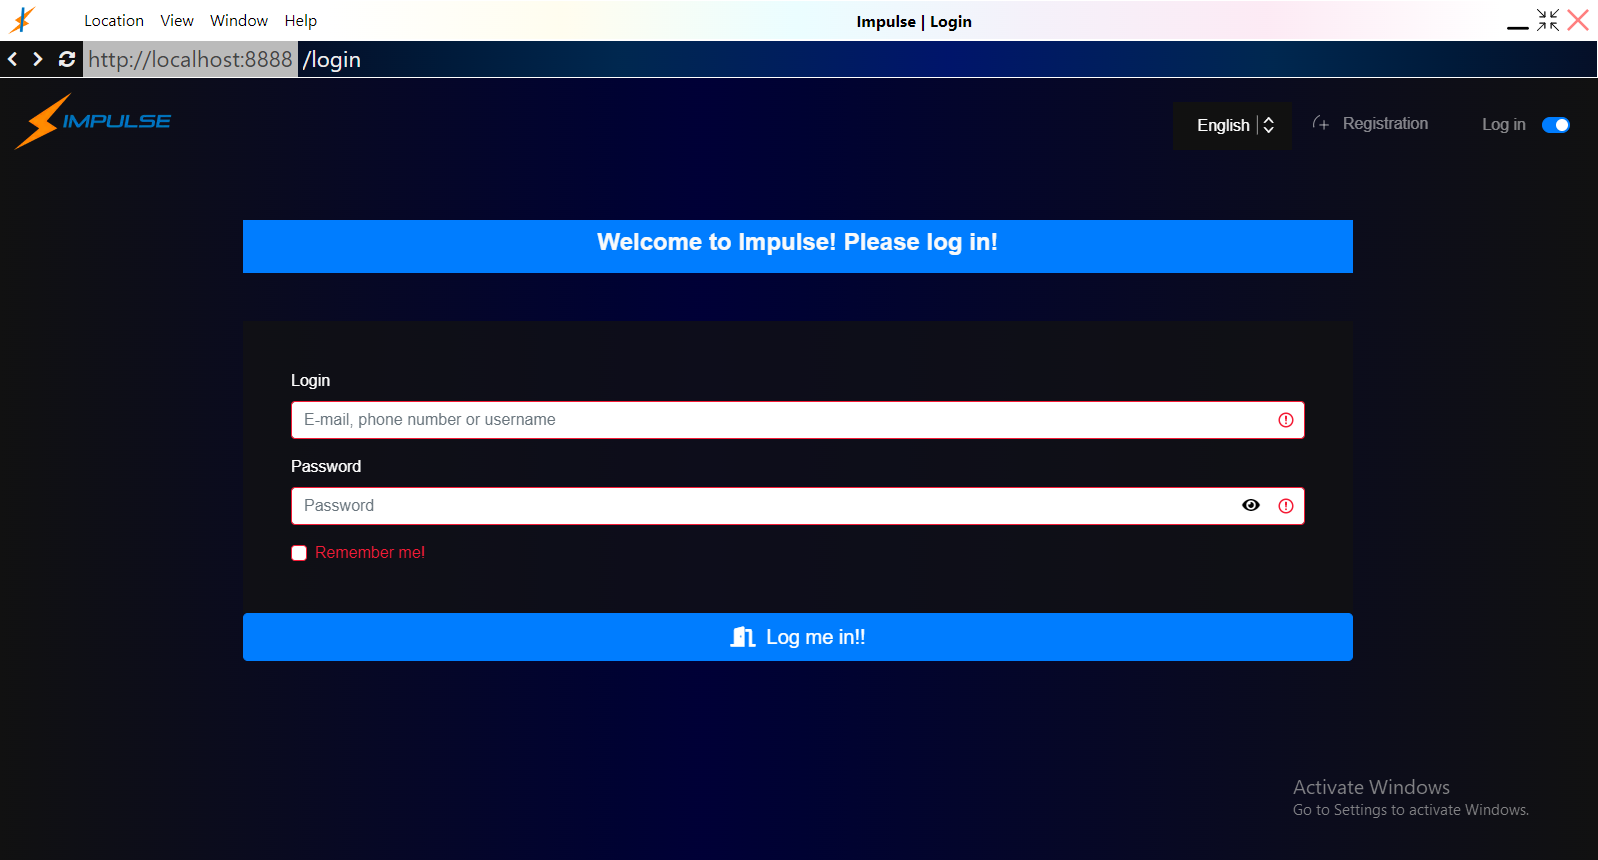 Location View Window Help Impulse | Login
http://localhost:8888 /login
IMPULSE
English Registration Log in
Welcome to Impulse! Please log in!
Login
E-mail, phone number or username
Password
Password
Remember me!
Log me in!!
Activate Windows
Go to Settings to activate Windows.